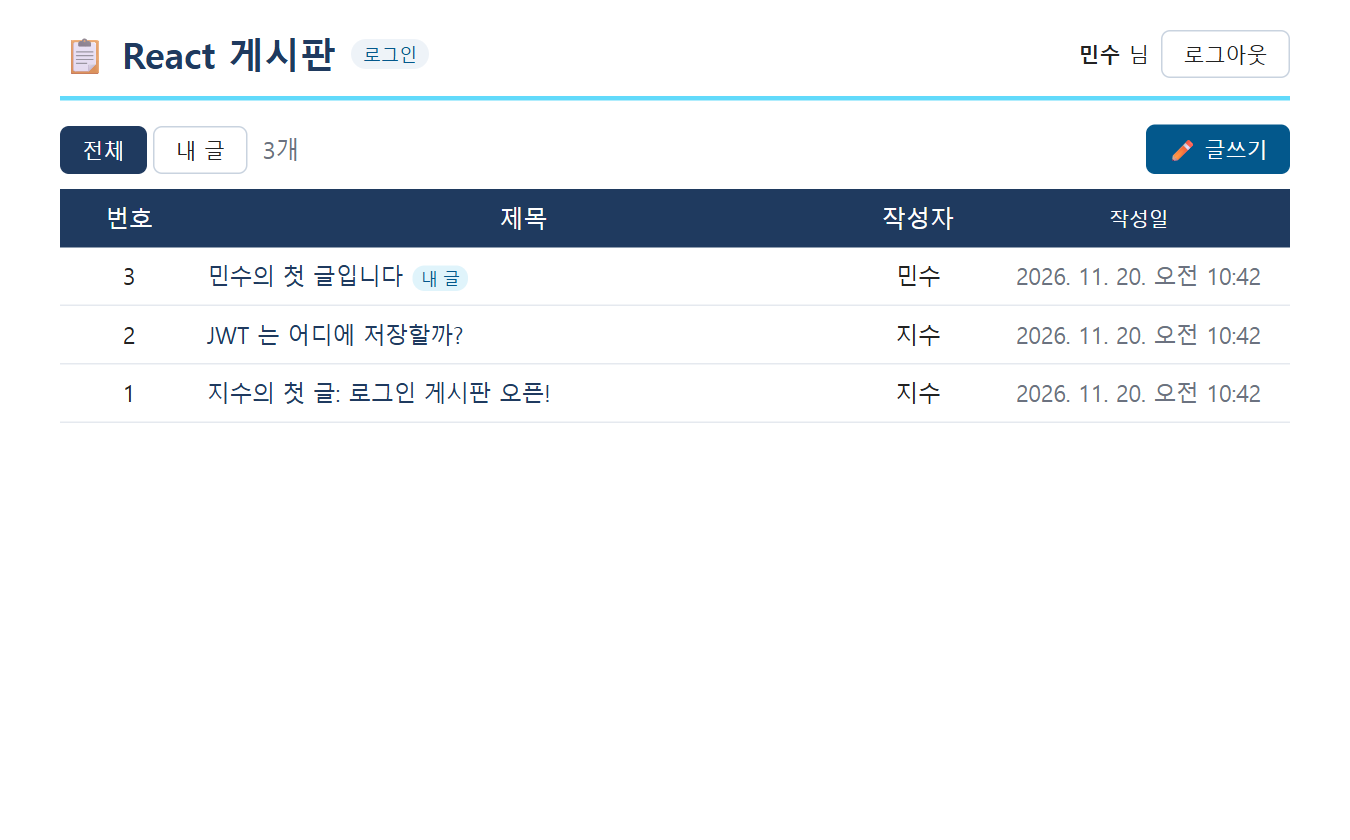 React 게시판 로그인 민수 님 로그아웃
전체 내 글 3개 글쓰기
번호 제목 작성자 작성일
3 민수의 첫 글입니다 내 글 민수 2026. 11. 20. 오전 10:42
2 JWT 는 어디에 저장할까? 지수 2026. 11. 20. 오전 10:42
1 지수의 첫 글: 로그인 게시판 오픈! 지수 2026. 11. 20. 오전 10:42